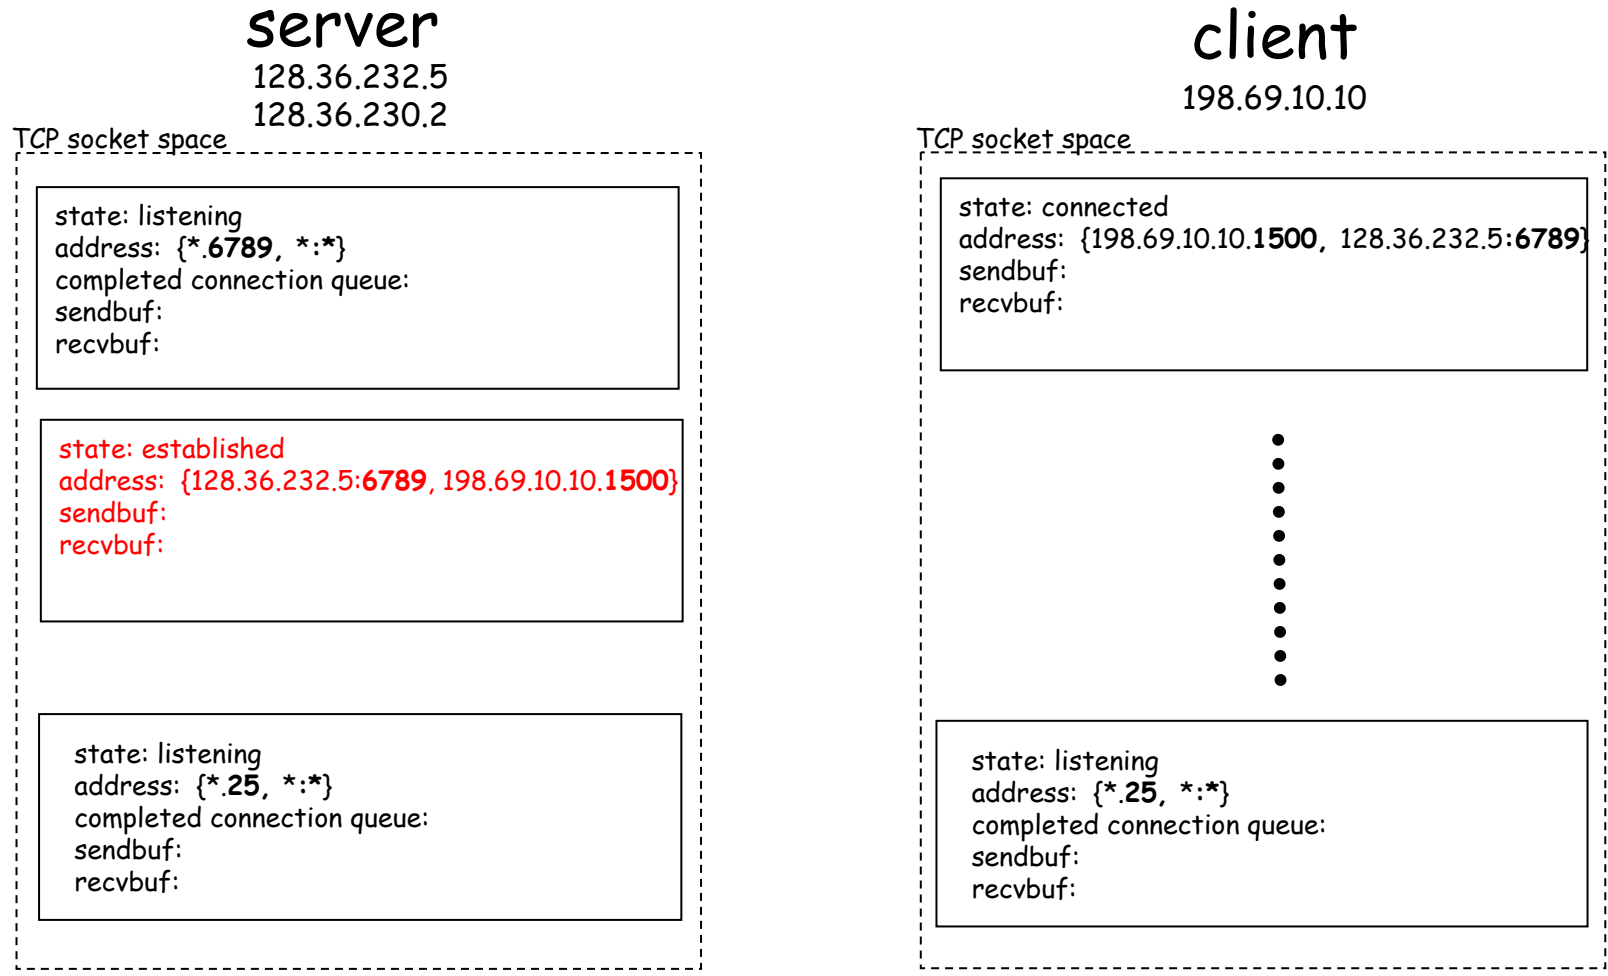 server
128.36.232.5
128.36.230.2
TCP socket space
state: listening
address: {*.6789, *:*}
completed connection queue:
sendbuf:
recvbuf:
state: established
address: {128.36.232.5:6789, 198.69.10.10.1500}
sendbuf:
recvbuf:
state: listening
address: {*.25, *:*}
completed connection queue:
sendbuf:
recvbuf:
client
198.69.10.10
TCP socket space
state: connected
address: {198.69.10.10.1500, 128.36.232.5:6789}
sendbuf:
recvbuf:
state: listening
address: {*.25, *:*}
completed connection queue:
sendbuf:
recvbuf: